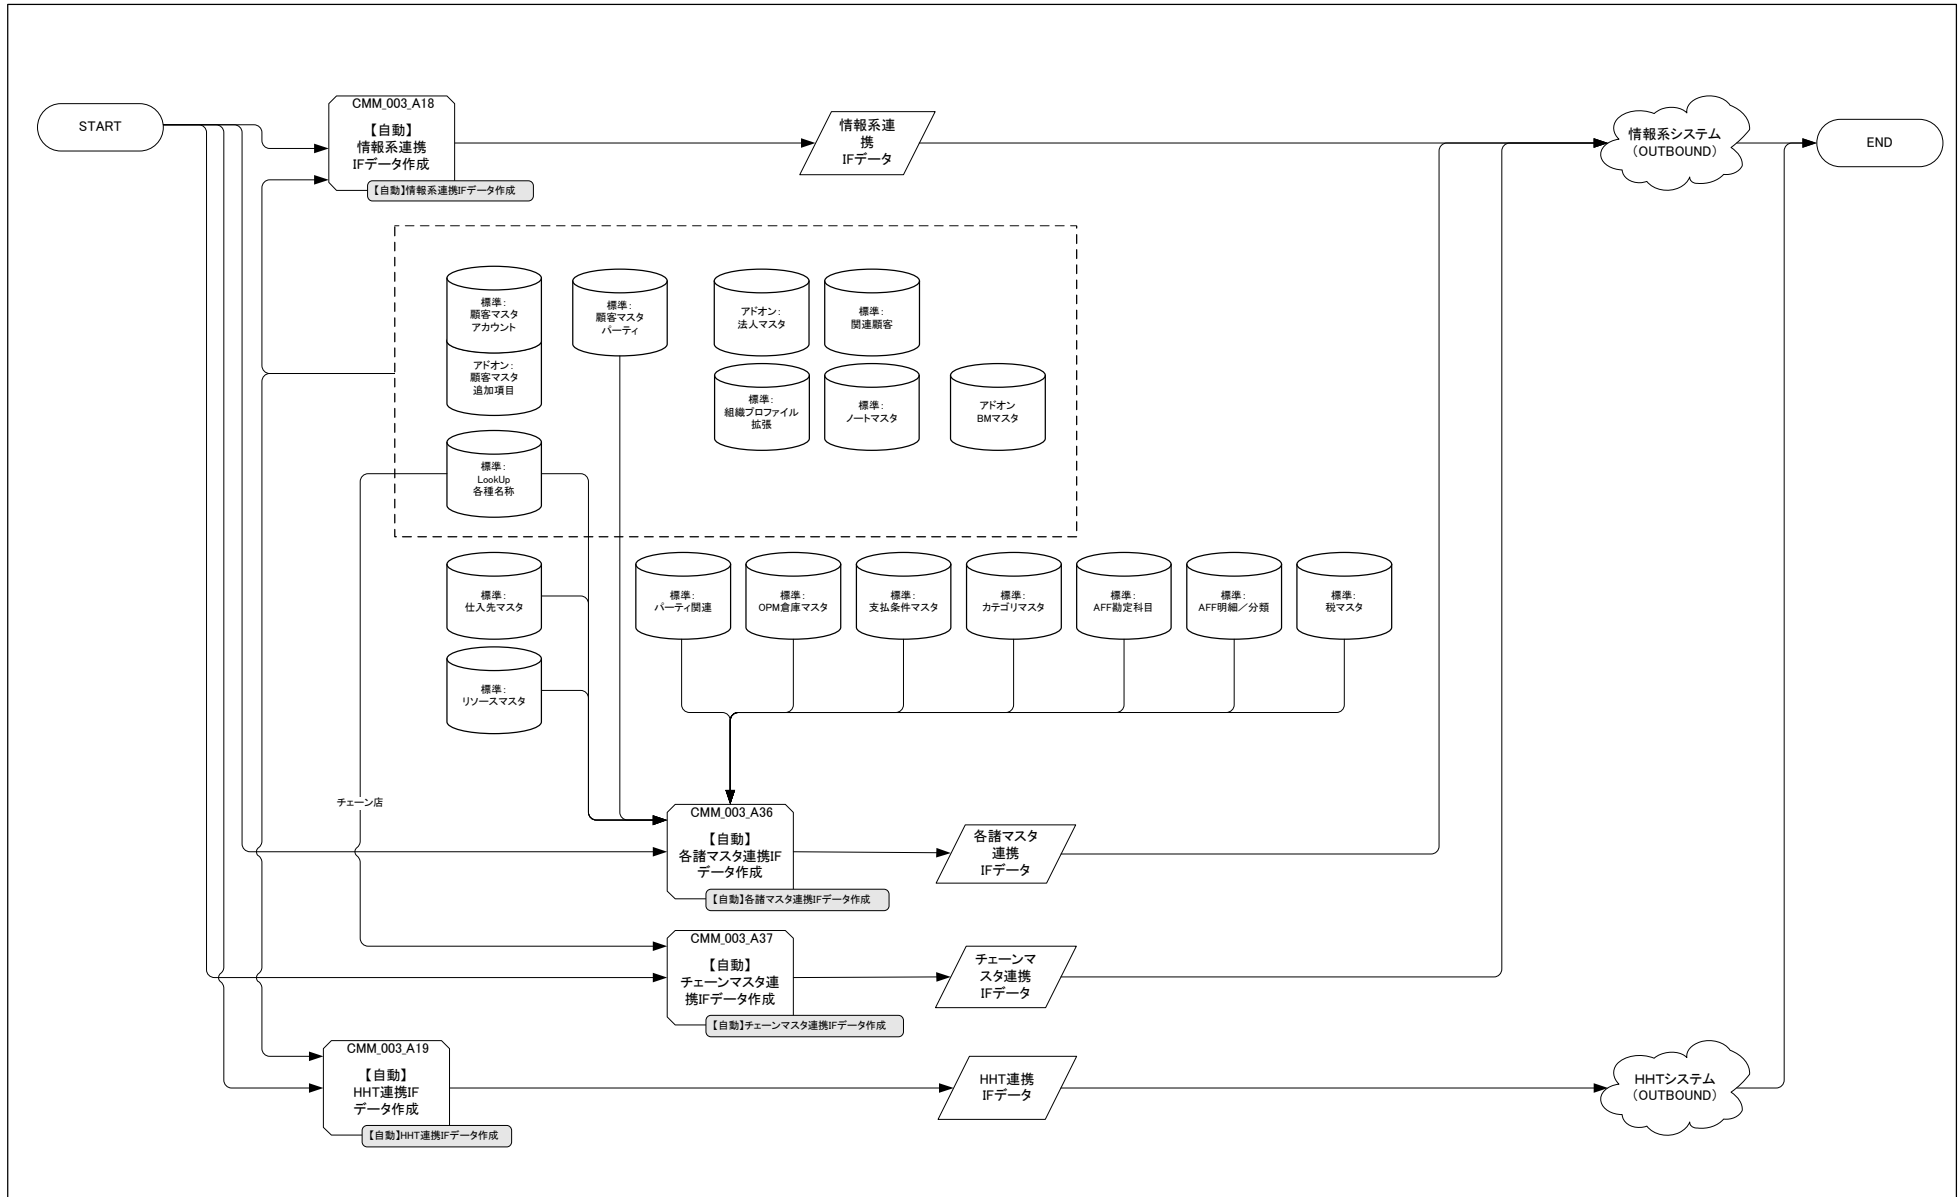 START
CMM_003_A18
【自動】
情報系連携
IFデータ作成
【自動】情報系連携IFデータ作成
情報系連
携
IFデータ
情報系システム
（OUTBOUND）
END
標準：
顧客マスタ
アカウント
標準：
顧客マスタ
パーティ
アドオン：
法人マスタ
標準：
関連顧客
アドオン：
顧客マスタ
追加項目
標準：
組織プロファイル
拡張
標準：
ノートマスタ
アドオン
BMマスタ
標準：
LookUp
各種名称
標準：
仕入先マスタ
標準：
パーティ関連
標準：
OPM倉庫マスタ
標準：
支払条件マスタ
標準：
カテゴリマスタ
標準：
AFF勘定科目
標準：
AFF明細／分類
標準：
税マスタ
標準：
リソースマスタ
チェーン店
CMM_003_A36
【自動】
各諸マスタ連携IF
データ作成
【自動】各諸マスタ連携IFデータ作成
各諸マスタ
連携
IFデータ
CMM_003_A37
【自動】
チェーンマスタ連
携IFデータ作成
【自動】チェーンマスタ連携IFデータ作成
チェーンマ
スタ連携
IFデータ
CMM_003_A19
【自動】
HHT連携IF
データ作成
【自動】HHT連携IFデータ作成
HHT連携
IFデータ
HHTシステム
（OUTBOUND）